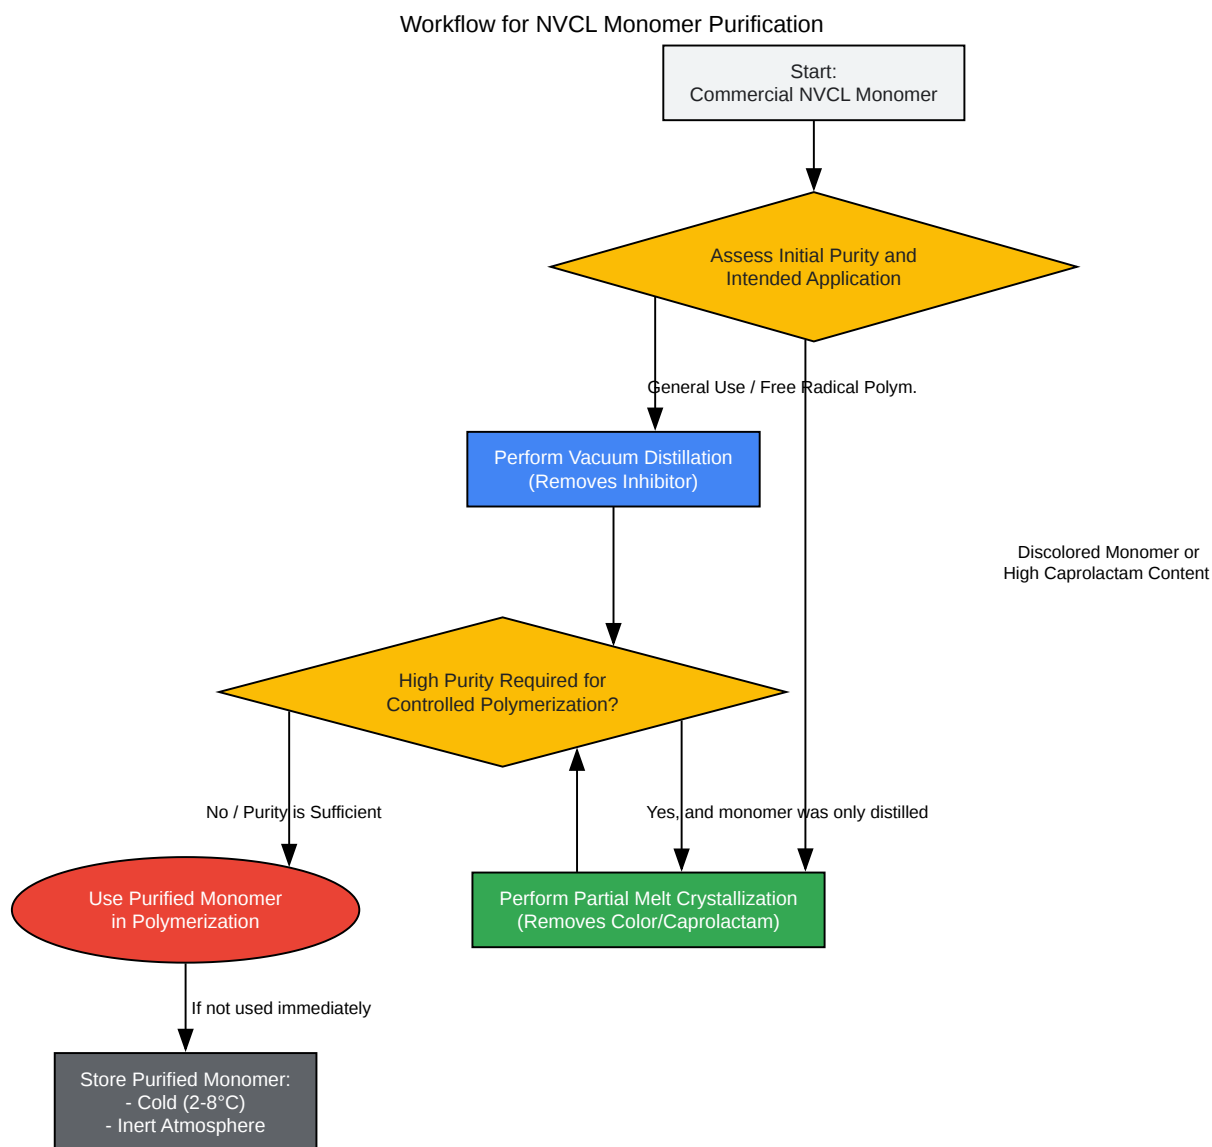 Workflow for NVCL Monomer Purification
Start:
Commercial NVCL Monomer
Assess Initial Purity and
Intended Application
General Use / Free Radical Polym.
Perform Vacuum Distillation
(Removes Inhibitor)
Discolored Monomer or
High Caprolactam Content
High Purity Required for
Controlled Polymerization?
No / Purity is Sufficient
Yes, and monomer was only distilled
Use Purified Monomer
in Polymerization
Perform Partial Melt Crystallization
(Removes Color/Caprolactam)
If not used immediately
Store Purified Monomer:
- Cold (2-8°C)
- Inert Atmosphere